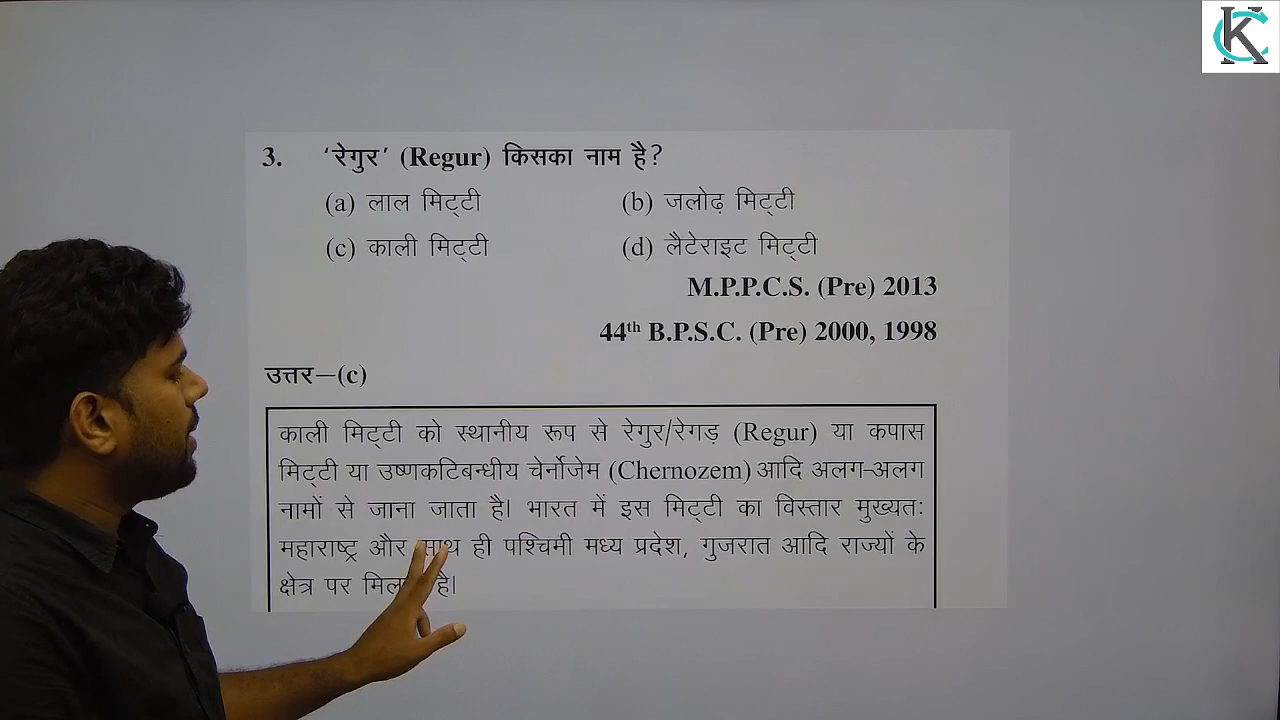 KC
3. ‘रेगुर’ (Regur) किसका नाम है?
(a) लाल मिट्टी (b) जलोढ़ मिट्टी
(c) काली मिट्टी (d) लैटेराइट मिट्टी
M.P.P.C.S. (Pre) 2013
44th B.P.S.C. (Pre) 2000, 1998
उत्तर—(c)
काली मिट्टी को स्थानीय रूप से रेगुर/रेगड़ (Regur) या कपास
मिट्टी या उष्णकटिबन्धीय चेर्नोजेम (Chernozem) आदि अलग-अलग
नामों से जाना जाता है। भारत में इस मिट्टी का विस्तार मुख्यतः
महाराष्ट्र और साथ ही पश्चिमी मध्य प्रदेश, गुजरात आदि राज्यों के
क्षेत्र पर है।